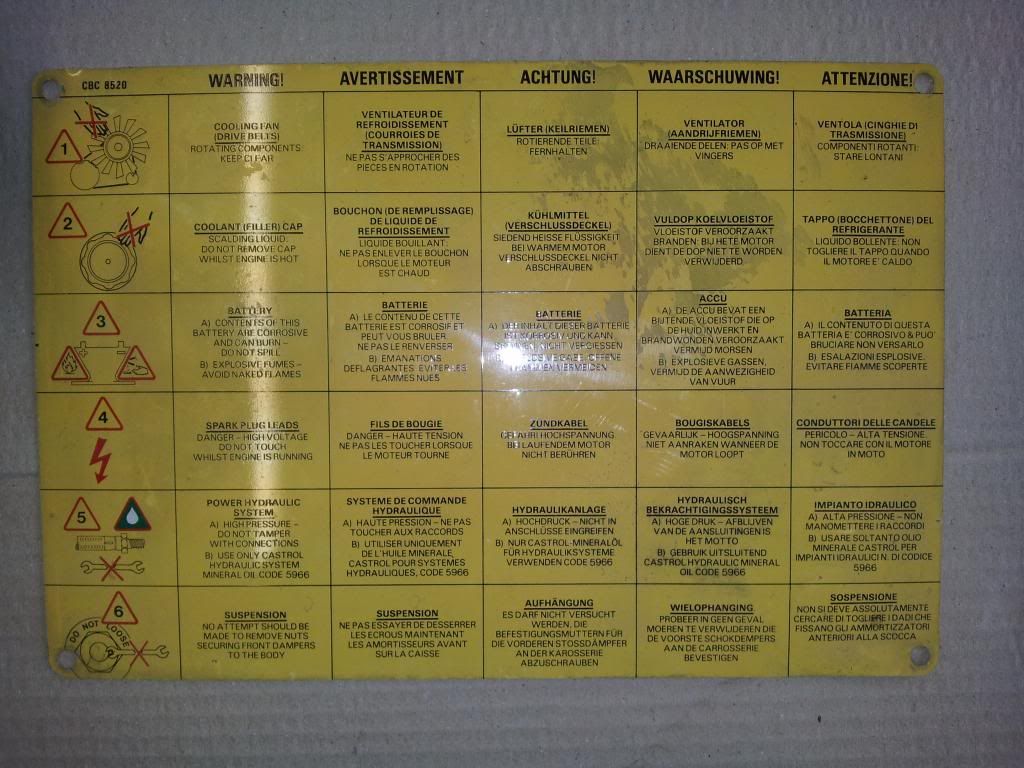 CBC 8520
WARNING!
AVERTISSEMENT
ACHTUNG!
WAARSCHUWING!
ATTENZIONE!
1
COOLING FAN
(DRIVE BELTS)
ROTATING COMPONENTS:
KEEP CLEAR
VENTILATEUR DE
REFROIDISSEMENT
(COURROIES DE
TRANSMISSION)
NE PAS S'APPROCHER DES
PIECES EN ROTATION
LÜFTER (KEILRIEMEN)
ROTIERENDE TEILE:
FERNHALTEN
VENTILATOR
(AANDRIJFRIEMEN)
DRAAIENDE DELEN: PAS OP MET
VINGERS
VENTOLA (CINGHIE DI
TRASMISSIONE)
COMPONENTI ROTANTI:
STARE LONTANI
2
COOLANT (FILLER) CAP
SCALDING LIQUID:
DO NOT REMOVE CAP
WHILST ENGINE IS HOT
BOUCHON (DE REMPLISSAGE)
DE LIQUIDE DE
REFROIDISSEMENT
LIQUIDE BOUILLANT:
NE PAS ENLEVER LE BOUCHON
LORSQUE LE MOTEUR
EST CHAUD
KÜHLMITTEL
(VERSCHLUSSDECKEL)
SIEDEND HEISSE FLÜSSIGKEIT
BEI WARMEM MOTOR
VERSCHLUSSDECKEL NICHT
ABSCHRAUBEN
VULDOP KOELVLOEISTOF
VLOEISTOF VEROORZAAKT
BRANDEN: BIJ HETE MOTOR
DIENT DE DOP NIET TE WORDEN
VERWIJDERD
TAPPO (BOCCHETTONE) DEL
REFRIGERANTE
LIQUIDO BOLLENTE: NON
TOGLIERE IL TAPPO QUANDO
IL MOTORE E' CALDO
3
BATTERY
A) CONTENTS OF THIS
BATTERY ARE CORROSIVE
AND CAN BURN –
DO NOT SPILL
B) EXPLOSIVE FUMES –
AVOID NAKED FLAMES
BATTERIE
A) LE CONTENU DE CETTE
BATTERIE EST CORROSIF ET
PEUT VOUS BRULER
NE PAS LE RENVERSER
B) EMANATIONS
DEFLAGRANTES. EVITER LES
FLAMMES NUES
BATTERIE
A) DER INHALT DIESER BATTERIE
IST KORROSIV UND KANN
NICHT VERGIESSEN
OFFENE
VERMEIDEN
ACCU
A) DE ACCU BEVAT EEN
BIJTENDE VLOEISTOF DIE OP
DE HUID INWERKT EN
BRANDWONDEN VEROORZAAKT
VERMIJD MORSEN
B) EXPLOSIEVE GASSEN,
VERMIJD DE AANWEZIGHEID
VAN VUUR
BATTERIA
A) IL CONTENUTO DI QUESTA
BATTERIA E' CORROSIVO & PUO'
BRUCIARE NON VERSARLO
B) ESALAZIONI ESPLOSIVE.
EVITARE FIAMME SCOPERTE
4
SPARK PLUG LEADS
DANGER – HIGH VOLTAGE
DO NOT TOUCH
WHILST ENGINE IS RUNNING
FILS DE BOUGIE
DANGER – HAUTE TENSION
NE PAS LES TOUCHER LORSQUE
LE MOTEUR TOURNE
ZÜNDKABEL
GEFAHR! HOCHSPANNUNG.
BEI LAUFENDEM MOTOR
NICHT BERÜHREN
BOUGISKABELS
GEVAARLIJK – HOOGSPANNING
NIET AANRAKEN WANNEER DE
MOTOR LOOPT
CONDUTTORI DELLE CANDELE
PERICOLO – ALTA TENSIONE.
NON TOCCARE CON IL MOTORE
IN MOTO
5
POWER HYDRAULIC
SYSTEM
A) HIGH PRESSURE –
DO NOT TAMPER
WITH CONNECTIONS
B) USE ONLY CASTROL
HYDRAULIC SYSTEM
MINERAL OIL CODE 5966
SYSTEME DE COMMANDE
HYDRAULIQUE
A) HAUTE PRESSION – NE PAS
TOUCHER AUX RACCORDS
B) UTILISER UNIQUEMENT
DE L'HUILE MINERALE
CASTROL POUR SYSTEMES
HYDRAULIQUES, CODE 5966
HYDRAULIKANLAGE
A) HOCHDRUCK – NICHT IN
ANSCHLÜSSE EINGREIFEN
B) NUR CASTROL-MINERALÖL
FÜR HYDRAULIKSYSTEME
VERWENDEN CODE 5966
HYDRAULISCH
BEKRACHTIGINGSSYSTEEM
A) HOGE DRUK – AFBLIJVEN
VAN DE AANSLUITINGEN IS
HET MOTTO
B) GEBRUIK UITSLUITEND
CASTROL HYDRAULIC MINERAL
OIL CODE 5966
IMPIANTO IDRAULICO
A) ALTA PRESSIONE – NON
MANOMETTERE I RACCORDI
B) USARE SOLTANTO OLIO
MINERALE CASTROL PER
IMPIANTI IDRAULICI N. DI CODICE
5966
6
DO NOT LOOSE
SUSPENSION
NO ATTEMPT SHOULD BE
MADE TO REMOVE NUTS
SECURING FRONT DAMPERS
TO THE BODY
SUSPENSION
NE PAS ESSAYER DE DESSERRER
LES ECROUS MAINTENANT
LES AMORTISSEURS AVANT
SUR LA CAISSE
AUFHÄNGUNG
ES DARF NICHT VERSUCHT
WERDEN, DIE
BEFESTIGUNGSMUTTERN FÜR
DIE VORDEREN STOSSDÄMPFER
AN DER KAROSSERIE
ABZUSCHRAUBEN
WIELOPHANGING
PROBEER IN GEEN GEVAL
MOEREN TE VERWIJDEREN DIE
DE VOORSTE SCHOKDEMPERS
AAN DE CARROSSERIE
BEVESTIGEN
SOSPENSIONE
NON SI DEVE ASSOLUTAMENTE
CERCARE DI TOGLIERE I DADI CHE
FISSANO GLI AMMORTIZZATORI
ANTERIORI ALLA SCOCCA